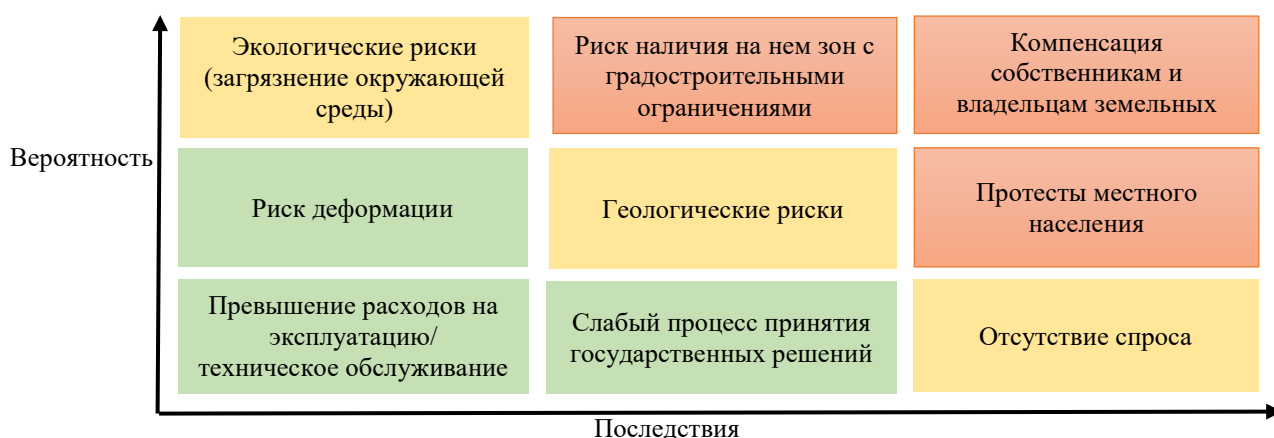 Экологические риски
(загрязнение окружающей
среды)
Риск наличия на нем зон с
градостроительными
ограничениями
Компенсация
собственникам и
владельцам земельных
Вероятность
Риск деформации
Геологические риски
Протесты местного
населения
Превышение расходов на
эксплуатацию/
техническое обслуживание
Слабый процесс принятия
государственных решений
Отсутствие спроса
Последствия